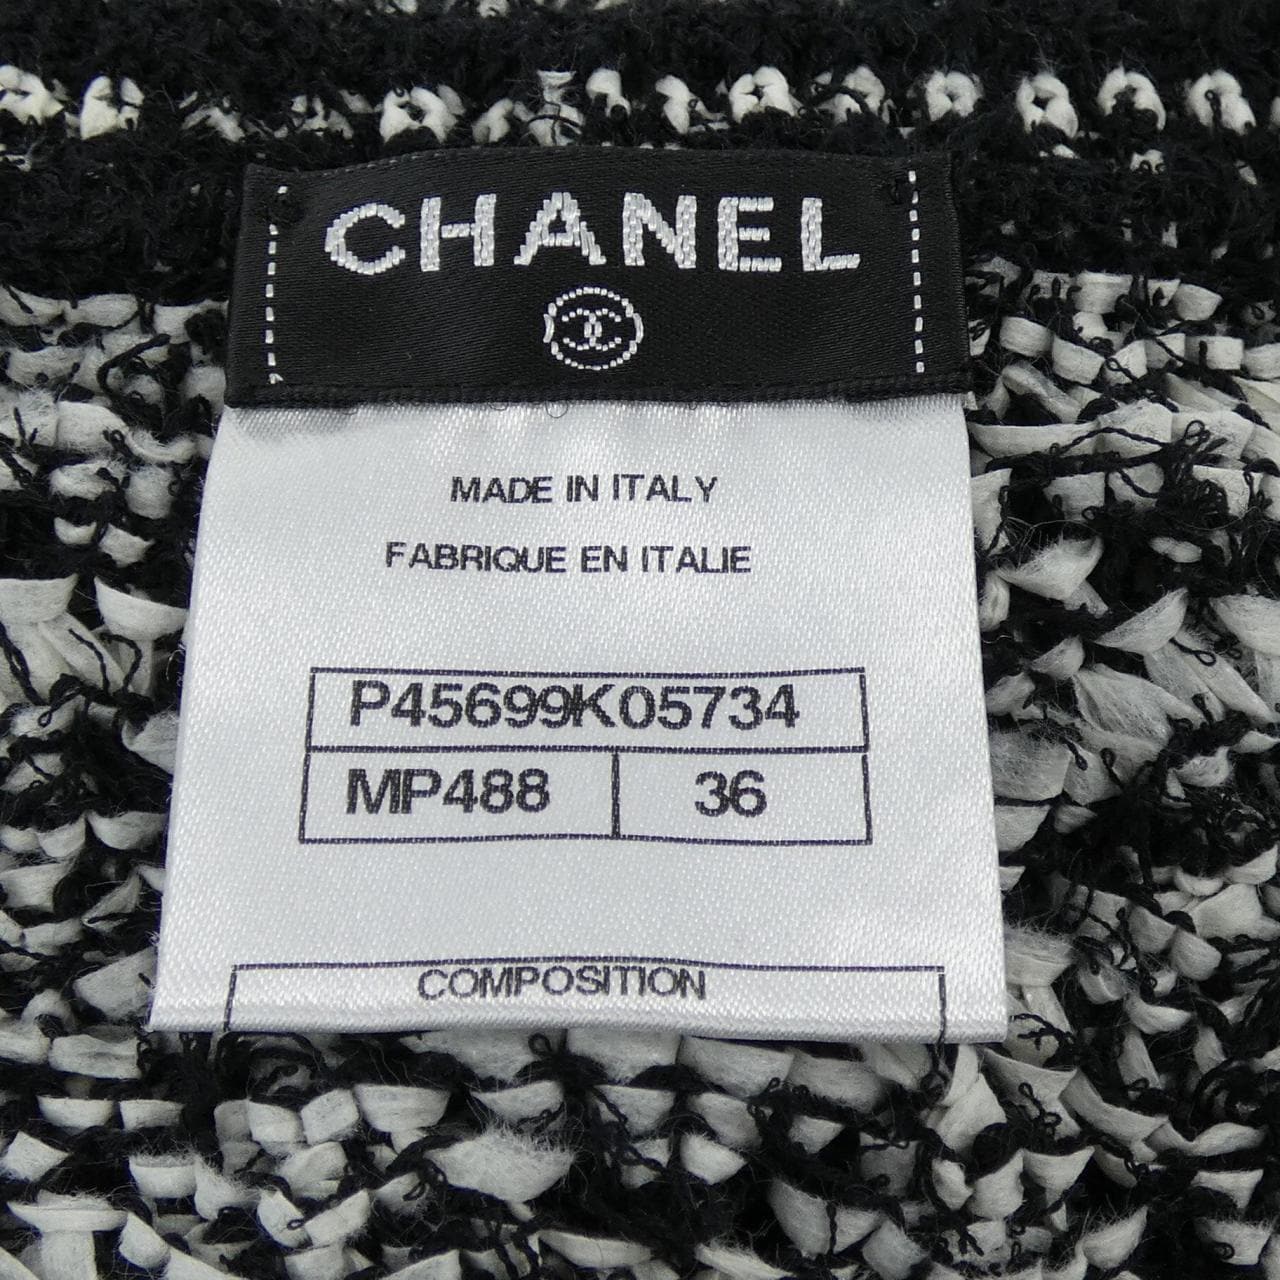 CHANEL
MADE IN ITALY
FABRIQUE EN ITALIE
P45699K05734
MP488 36
COMPOSITION